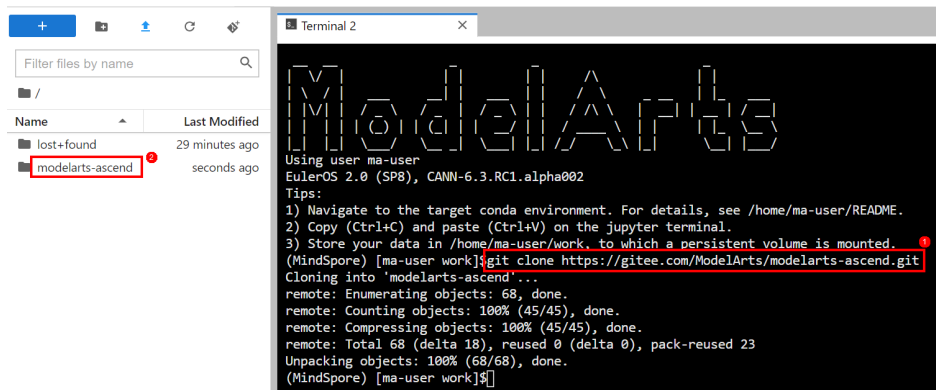 Filter files by name
/
Name
Last Modified
lost+found
29 minutes ago
modelarts-ascend
2
seconds ago
Terminal 2
ModelArts
Using user ma-user
EulerOS 2.0 (SP8), CANN-6.3.RC1.alpha002
Tips:
1) Navigate to the target conda environment. For details, see /home/ma-user/README.
2) Copy (Ctrl+C) and paste (Ctrl+V) on the jupyter terminal.
3) Store your data in /home/ma-user/work, to which a persistent volume is mounted.
1
(MindSpore) [ma-user work]$git clone https://gitee.com/ModelArts/modelarts-ascend.git
Cloning into 'modelarts-ascend'...
remote: Enumerating objects: 68, done.
remote: Counting objects: 100% (45/45), done.
remote: Compressing objects: 100% (45/45), done.
remote: Total 68 (delta 18), reused 0 (delta 0), pack-reused 23
Unpacking objects: 100% (68/68), done.
(MindSpore) [ma-user work]$